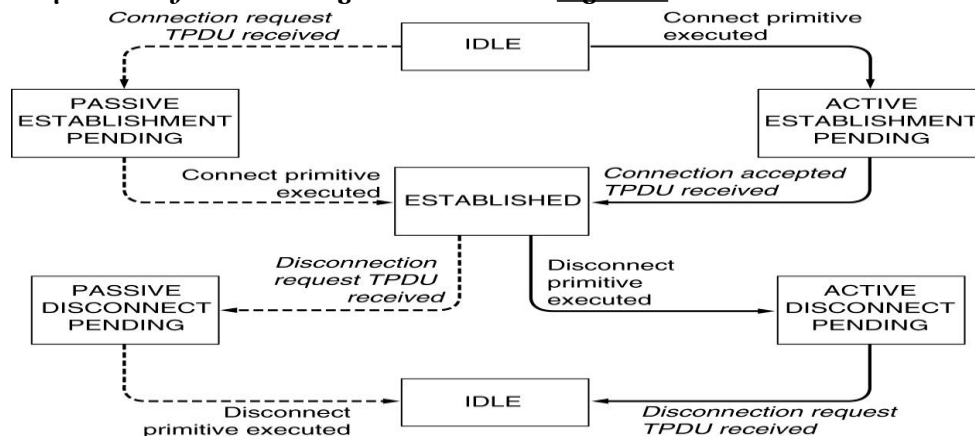 Connection request
TPDU received
IDLE
Connect primitive
executed
PASSIVE
ESTABLISHMENT
PENDING
ACTIVE
ESTABLISHMENT
PENDING
Connect primitive
executed
ESTABLISHED
Connection accepted
TPDU received
Disconnection
request TPDU
received
Disconnect
primitive
executed
PASSIVE
DISCONNECT
PENDING
ACTIVE
DISCONNECT
PENDING
Disconnect
primitive executed
IDLE
Disconnection request
TPDU received